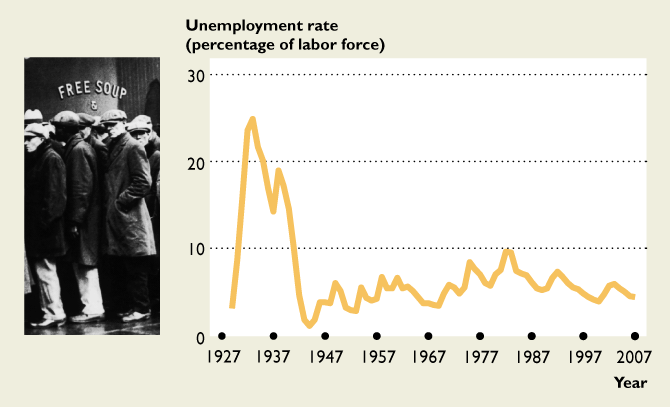 Unemployment rate
(percentage of labor force)
FREE SOUP
&
30
20
10
0
1927 1937 1947 1957 1967 1977 1987 1997 2007
Year